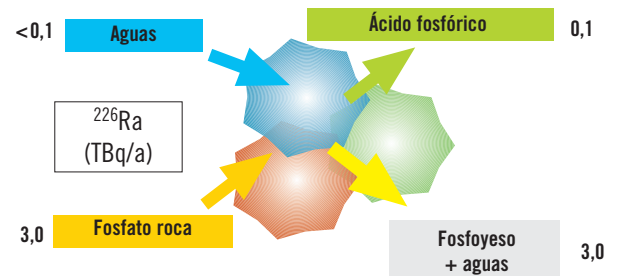 <0,1
Aguas
Ácido fosfórico
0,1
²²⁶Ra
(TBq/a)
3,0
Fosfato roca
Fosfoyeso
+ aguas
3,0